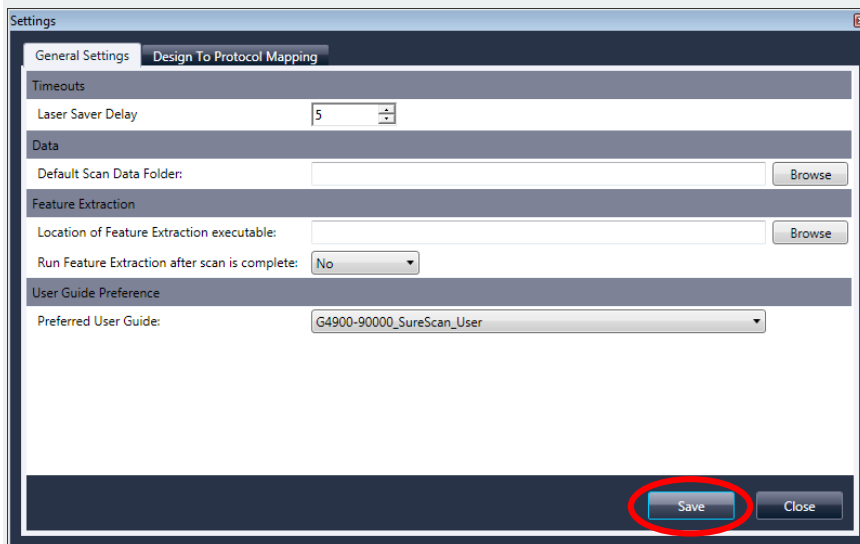 Settings
General Settings Design To Protocol Mapping
Timeouts
Laser Saver Delay 5
Data
Default Scan Data Folder: Browse
Feature Extraction
Location of Feature Extraction executable: Browse
Run Feature Extraction after scan is complete: No
User Guide Preference
Preferred User Guide: G4900-90000_SureScan_User
Save Close